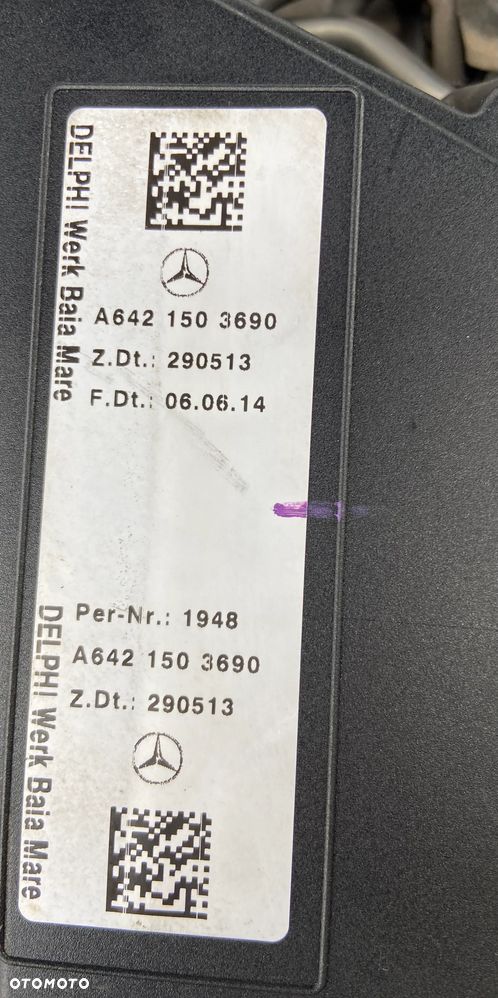 DELPHI Werk Baia Mare
A642 150 3690
Z.Dt.: 290513
F.Dt.: 06.06.14
Per-Nr.: 1948
A642 150 3690
Z.Dt.: 290513
DELPHI Werk Baia Mare
OTOMOTO